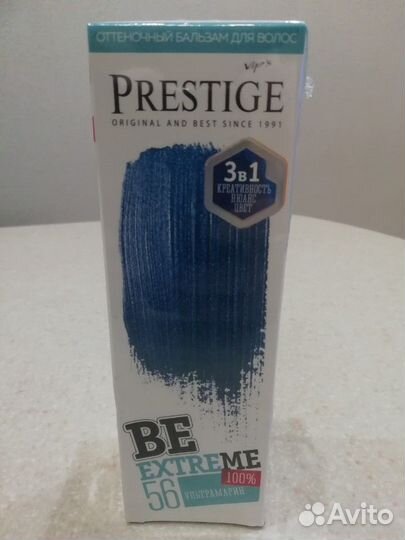 ОТТЕНОЧНЫЙ БАЛЬЗАМ ДЛЯ ВОЛОС
vip's
PRESTIGE
ORIGINAL AND BEST SINCE 1991
3в1
КРЕАТИВНОСТЬ
НЮАНС
ЦВЕТ
BE
EXTREME
100%
56
УЛЬТРАМАРИН
Avito